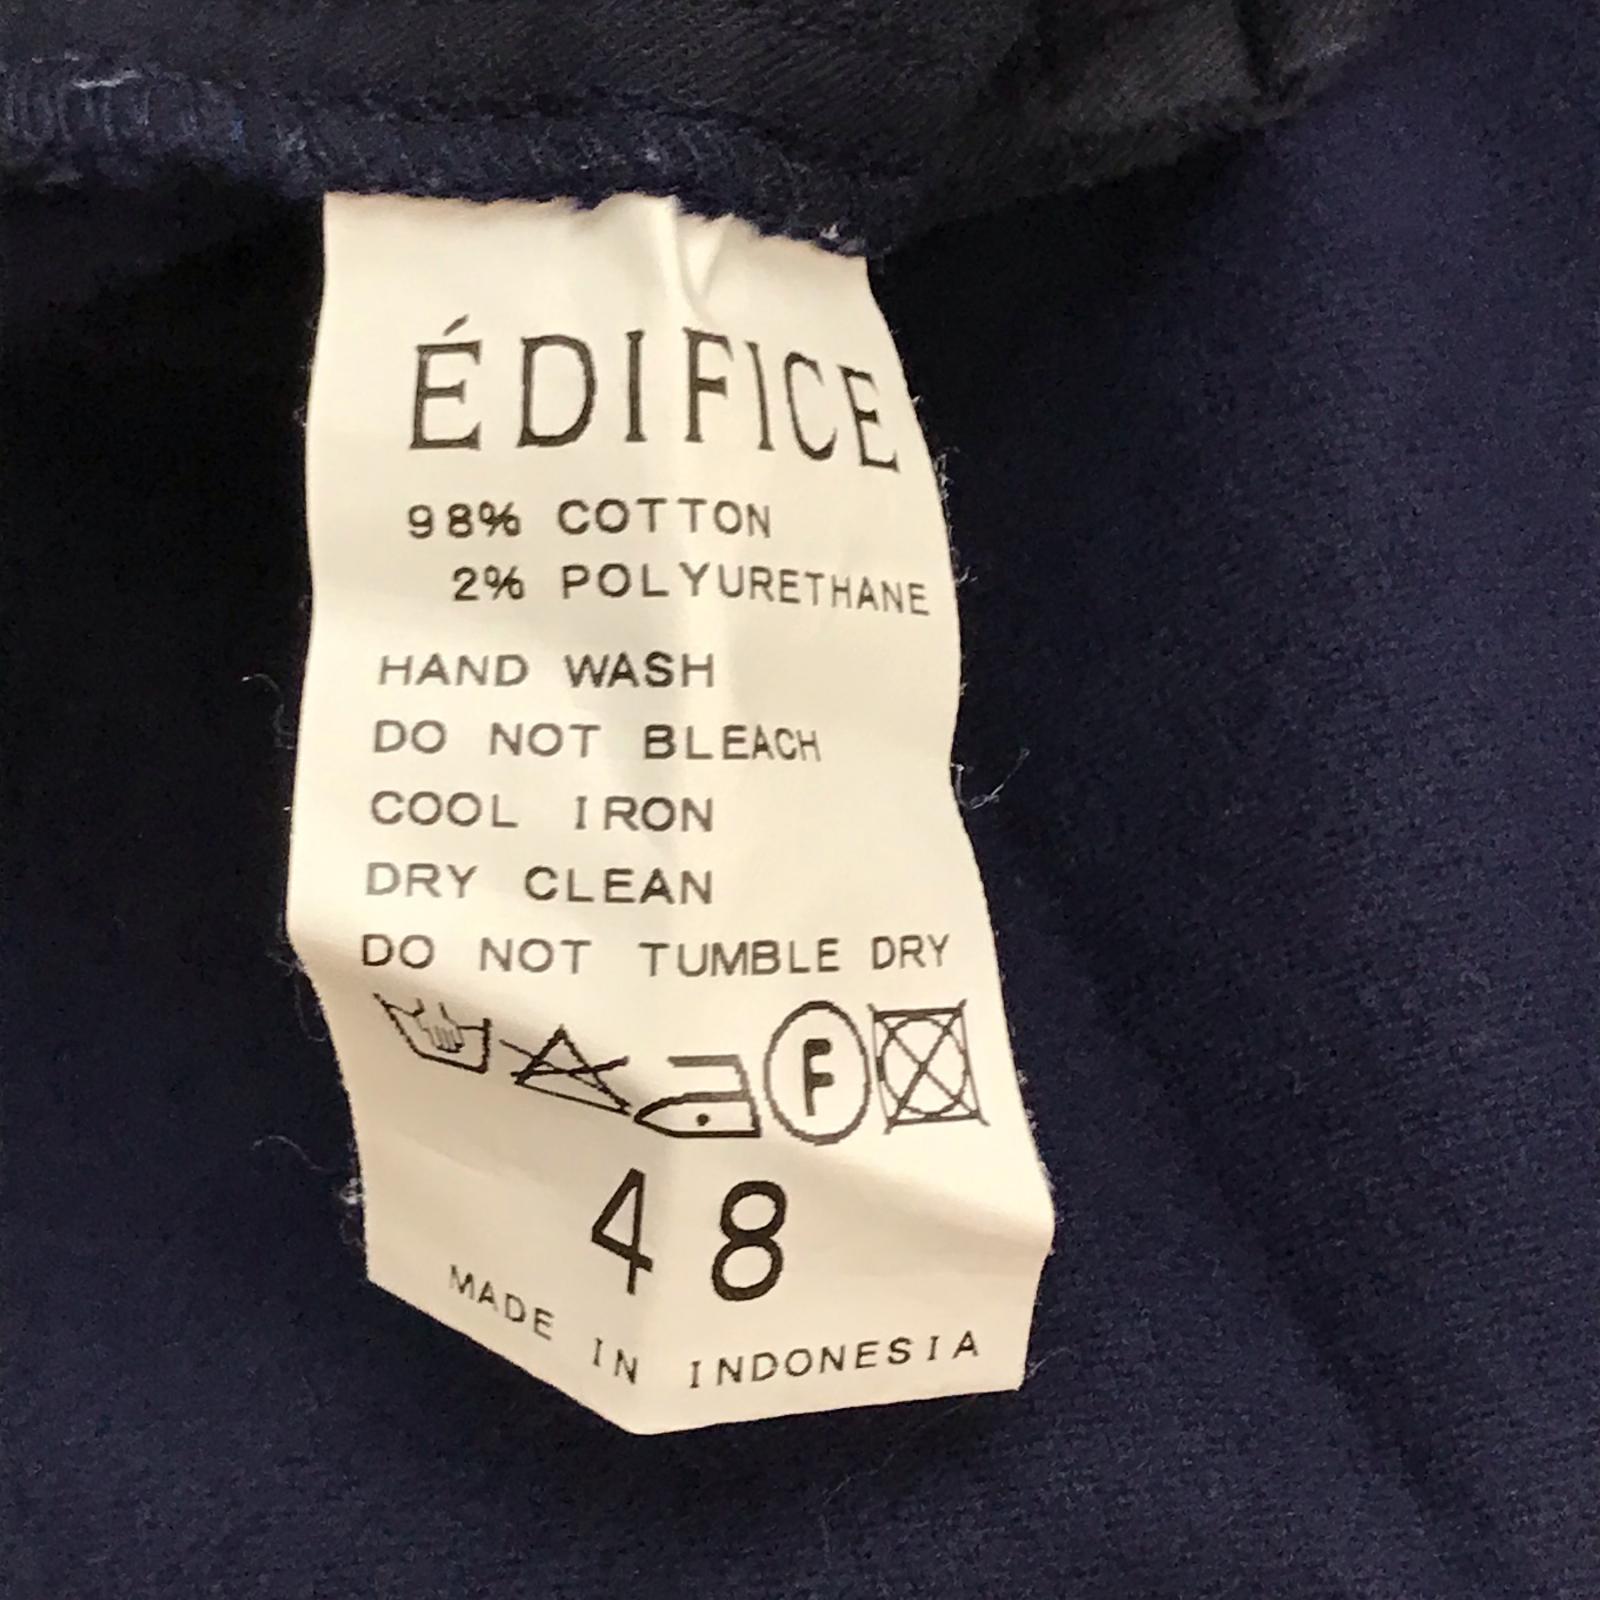 ÉDIFICE
98% COTTON
2% POLYURETHANE
HAND WASH
DO NOT BLEACH
COOL IRON
DRY CLEAN
DO NOT TUMBLE DRY
F
48
MADE IN INDONESIA